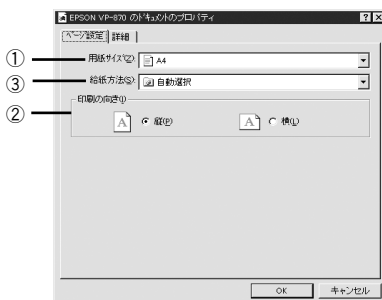 EPSON VP-870 のﾄﾞｷｭﾒﾝﾄのﾌﾟﾛﾊﾟﾃｨ
ﾍﾟｰｼﾞ設定 詳細
① 用紙ｻｲｽﾞ(Z): A4
③ 給紙方法(S): 自動選択
② 印刷の向き(I)
A 縦(P) A 横(L)
OK キャンセル